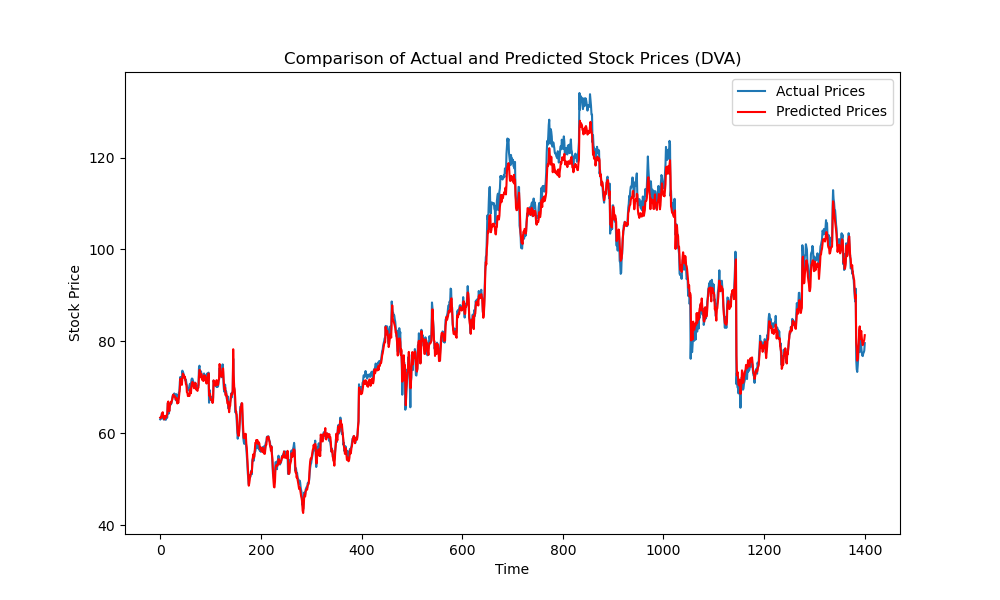 Comparison of Actual and Predicted Stock Prices (DVA)
Actual Prices
Predicted Prices
120
100
80
60
40
Stock Price
0 200 400 600 800 1000 1200 1400
Time